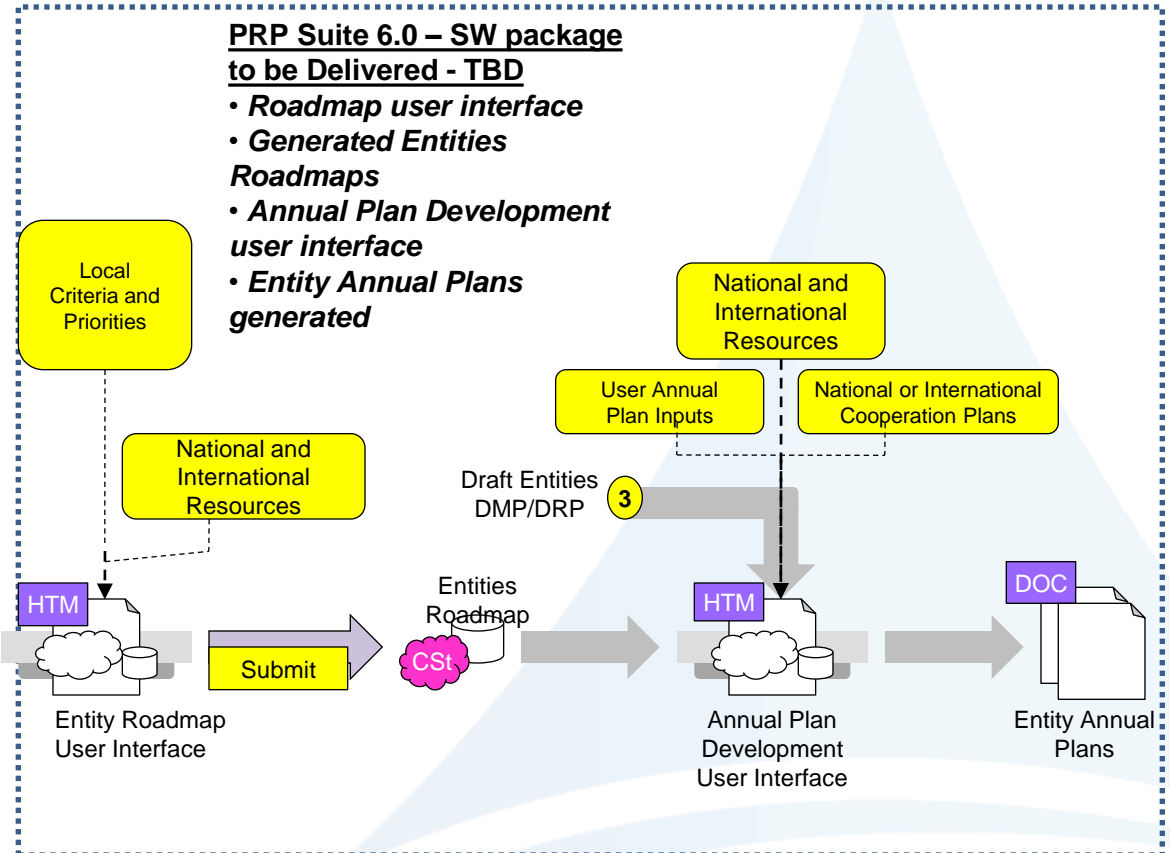 PRP Suite 6.0 – SW package
to be Delivered - TBD
• Roadmap user interface
• Generated Entities
Roadmaps
• Annual Plan Development
user interface
• Entity Annual Plans
generated
Local
Criteria and
Priorities
National and
International
Resources
National and
International
Resources
User Annual
Plan Inputs
National or International
Cooperation Plans
Draft Entities
DMP/DRP
3
HTM
Submit
Entities
Roadmap
CSt
HTM
DOC
Entity Roadmap
User Interface
Annual Plan
Development
User Interface
Entity Annual
Plans